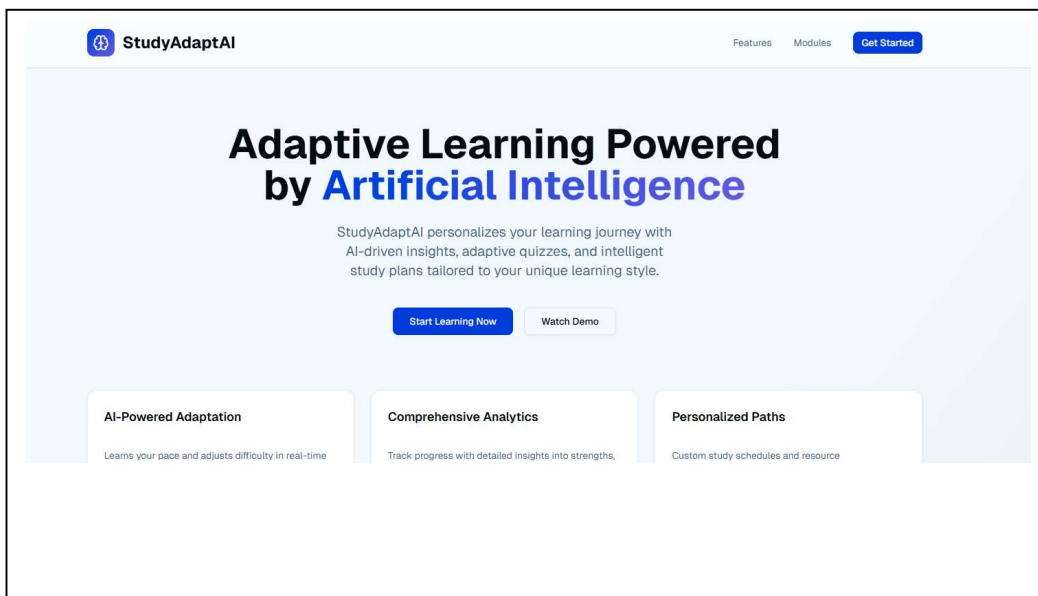 StudyAdaptAI
Features
Modules
Get Started
Adaptive Learning Powered
by Artificial Intelligence
StudyAdaptAI personalizes your learning journey with
AI-driven insights, adaptive quizzes, and intelligent
study plans tailored to your unique learning style.
Start Learning Now
Watch Demo
AI-Powered Adaptation
Learns your pace and adjusts difficulty in real-time
Comprehensive Analytics
Track progress with detailed insights into strengths,
Personalized Paths
Custom study schedules and resource